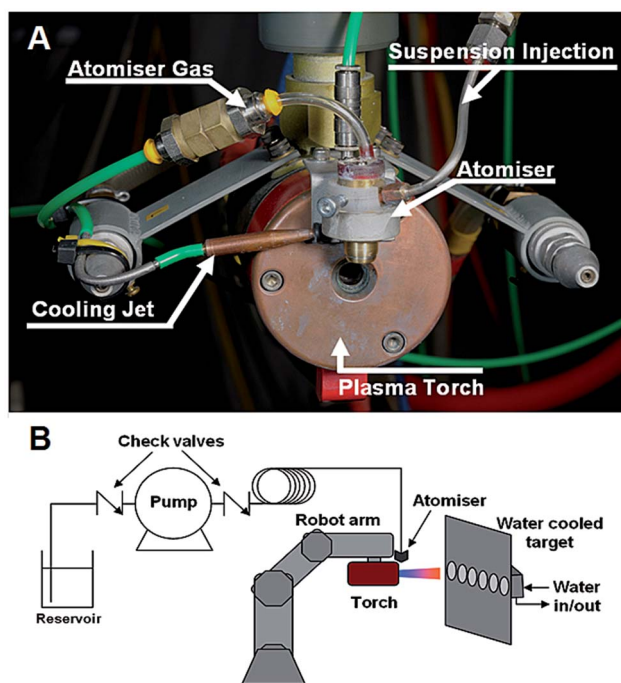 A
Atomiser Gas
Suspension Injection
Atomiser
Cooling Jet
Plasma Torch
B
Check valves
Pump
Robot arm
Atomiser
Water cooled
target
Torch
Water
in/out
Reservoir